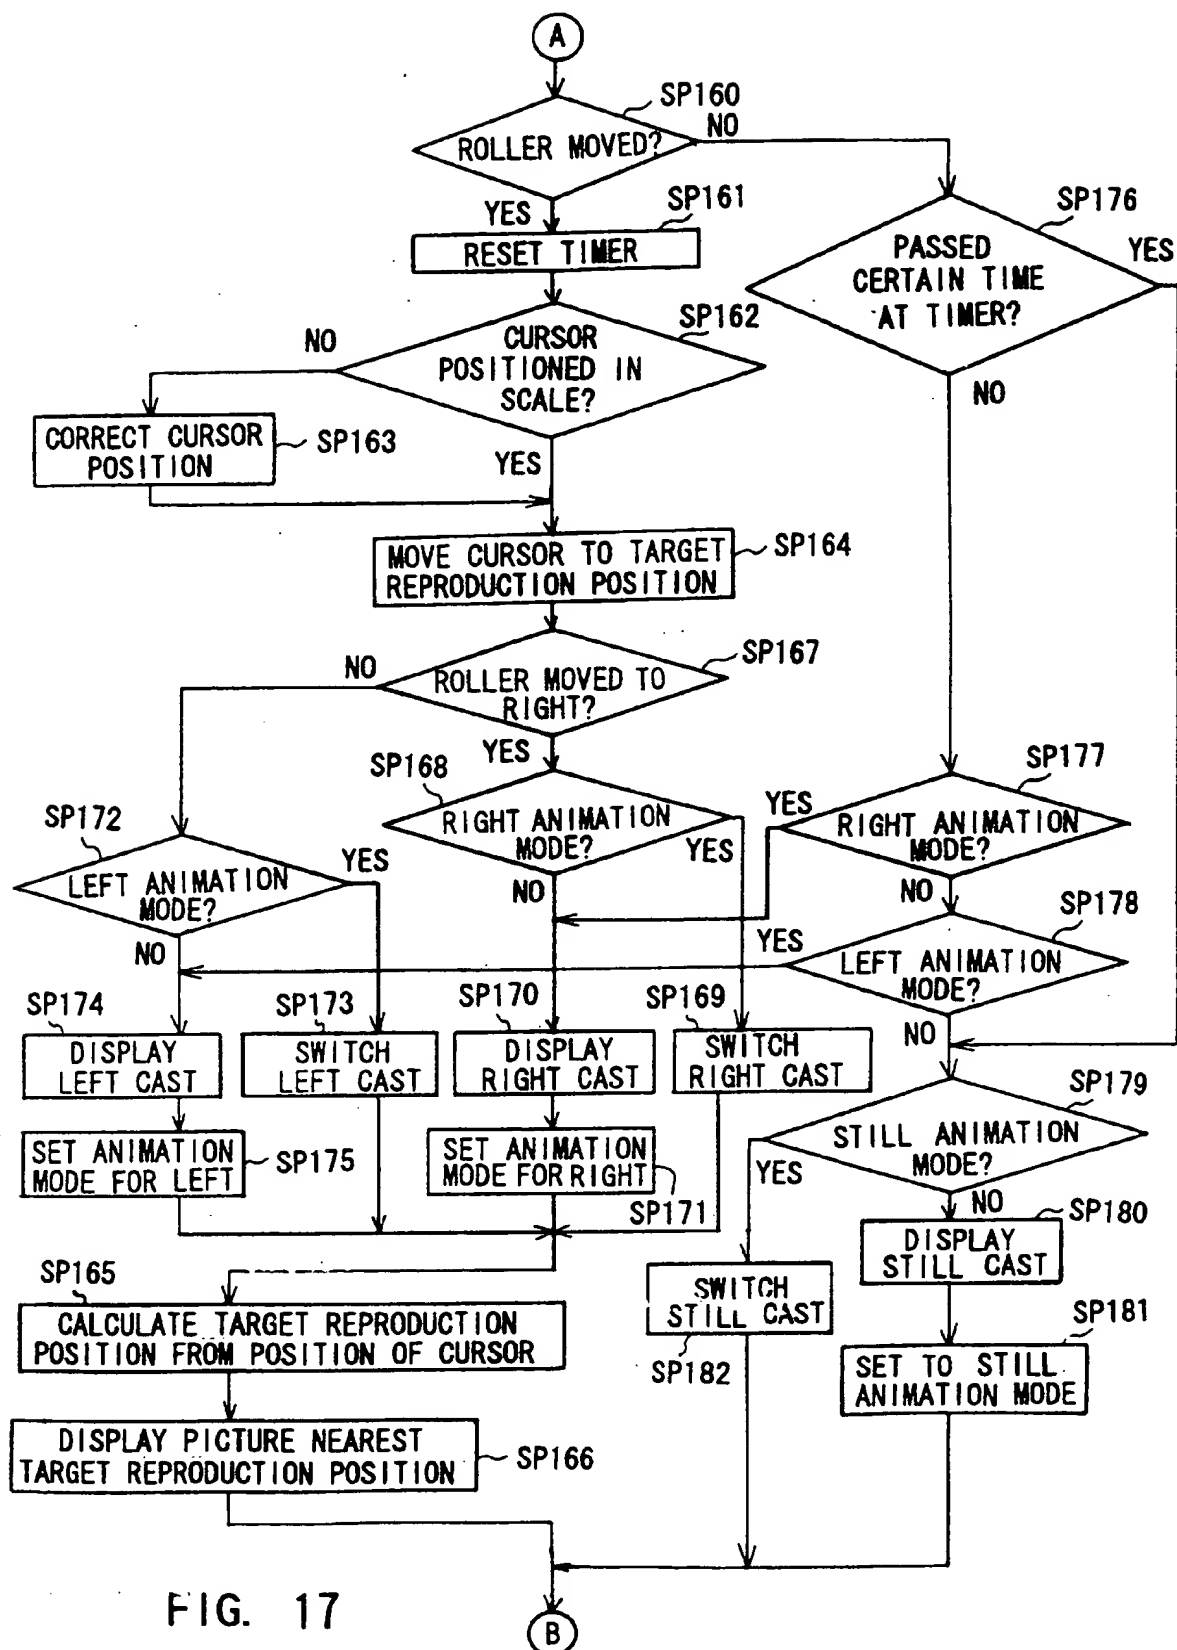 A
SP160
ROLLER MOVED?
NO
YES
SP161
RESET TIMER
SP176
PASSED
CERTAIN TIME
AT TIMER?
YES
NO
SP162
CURSOR
POSITIONED IN
SCALE?
NO
YES
CORRECT CURSOR
POSITION
SP163
MOVE CURSOR TO TARGET
REPRODUCTION POSITION
SP164
SP167
ROLLER MOVED TO
RIGHT?
NO
YES
SP168
RIGHT ANIMATION
MODE?
YES
NO
SP177
RIGHT ANIMATION
MODE?
YES
NO
SP172
LEFT ANIMATION
MODE?
YES
NO
SP178
LEFT ANIMATION
MODE?
YES
NO
SP174
DISPLAY
LEFT CAST
SP173
SWITCH
LEFT CAST
SP170
DISPLAY
RIGHT CAST
SP169
SWITCH
RIGHT CAST
SP179
STILL ANIMATION
MODE?
YES
NO
SET ANIMATION
MODE FOR LEFT
SP175
SET ANIMATION
MODE FOR RIGHT
SP171
SP180
DISPLAY
STILL CAST
SP165
CALCULATE TARGET REPRODUCTION
POSITION FROM POSITION OF CURSOR
SWITCH
STILL CAST
SP182
SP181
SET TO STILL
ANIMATION MODE
DISPLAY PICTURE NEAREST
TARGET REPRODUCTION POSITION
SP166
FIG. 17
B